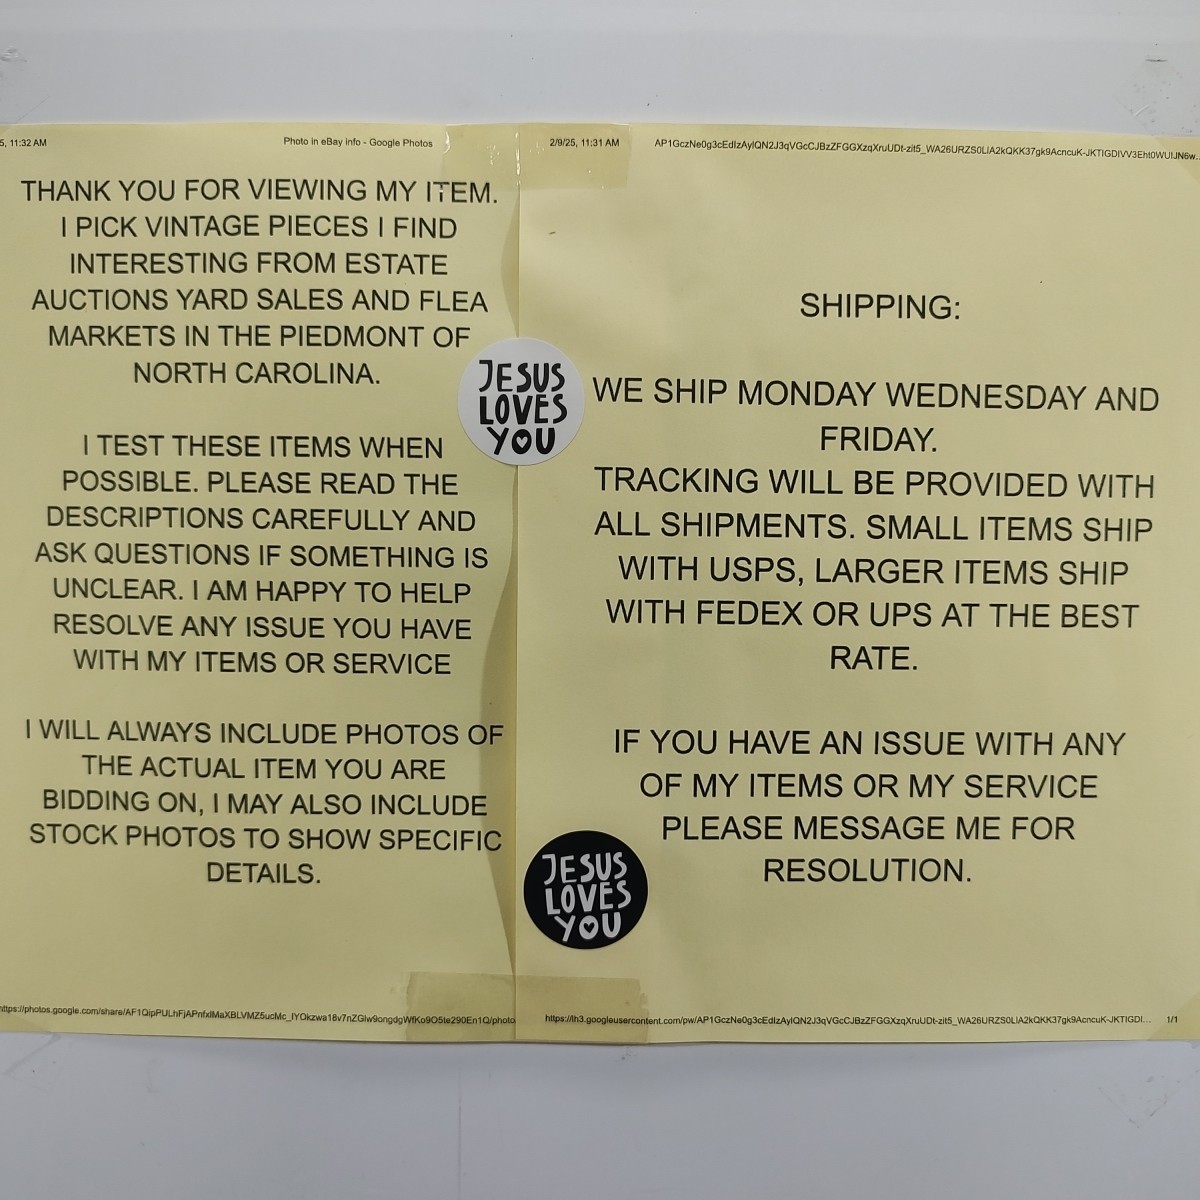 5, 11:32 AM
Photo in eBay info - Google Photos
THANK YOU FOR VIEWING MY ITEM.
I PICK VINTAGE PIECES I FIND
INTERESTING FROM ESTATE
AUCTIONS YARD SALES AND FLEA
MARKETS IN THE PIEDMONT OF
NORTH CAROLINA.
I TEST THESE ITEMS WHEN
POSSIBLE. PLEASE READ THE
DESCRIPTIONS CAREFULLY AND
ASK QUESTIONS IF SOMETHING IS
UNCLEAR. I AM HAPPY TO HELP
RESOLVE ANY ISSUE YOU HAVE
WITH MY ITEMS OR SERVICE
I WILL ALWAYS INCLUDE PHOTOS OF
THE ACTUAL ITEM YOU ARE
BIDDING ON, I MAY ALSO INCLUDE
STOCK PHOTOS TO SHOW SPECIFIC
DETAILS.
JESUS
LOVES
YOU
2/9/25, 11:31 AM
SHIPPING:
WE SHIP MONDAY WEDNESDAY AND
FRIDAY.
TRACKING WILL BE PROVIDED WITH
ALL SHIPMENTS. SMALL ITEMS SHIP
WITH USPS, LARGER ITEMS SHIP
WITH FEDEX OR UPS AT THE BEST
RATE.
IF YOU HAVE AN ISSUE WITH ANY
OF MY ITEMS OR MY SERVICE
PLEASE MESSAGE ME FOR
RESOLUTION.
JESUS
LOVES
YOU
1/1